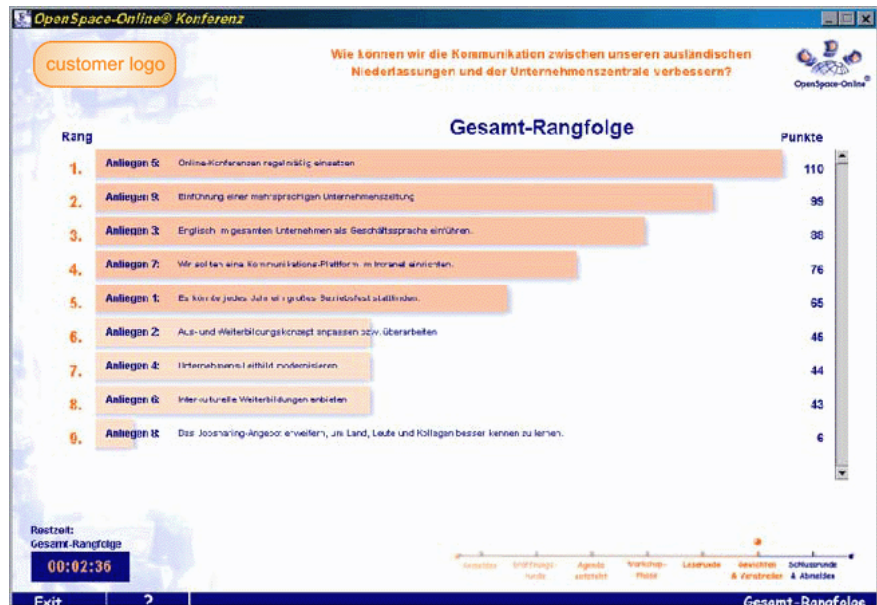 OpenSpace-Online® Konferenz
customer logo
Wie können wir die Kommunikation zwischen unseren ausländischen
Niederlassungen und der Unternehmenszentrale verbessern?
OpenSpace-Online®
Gesamt-Rangfolge
Rang
Punkte
1. Anliegen 5: Online-Konferenzen regelmäßig einsetzen 110
2. Anliegen 9: Einführung einer mehrsprachigen Unternehmenszeitung 99
3. Anliegen 3: Englisch im gesamten Unternehmen als Geschäftssprache einführen. 88
4. Anliegen 7: Wir sollten eine Kommunikations-Plattform im Intranet einrichten. 76
5. Anliegen 1: Es könnte jedes Jahr ein großes Betriebsfest stattfinden. 65
6. Anliegen 2: Aus- und Weiterbildungskonzept anpassen bzw. überarbeiten 46
7. Anliegen 4: Unternehmens-Leitbild modernisieren 44
8. Anliegen 6: Interkulturelle Weiterbildungen anbieten 43
9. Anliegen 8: Das Jobsharing-Angebot erweitern, um Land, Leute und Kollegen besser kennen zu lernen. 6
Restzeit:
Gesamt-Rangfolge
00:02:36
Anmelden Eröffnungs- Agenda Workshop- Leserunde Gewichten Schlussrunde
runde entsteht Phase & Verabreden & Abmelden
Exit ? Gesamt-Rangfolge